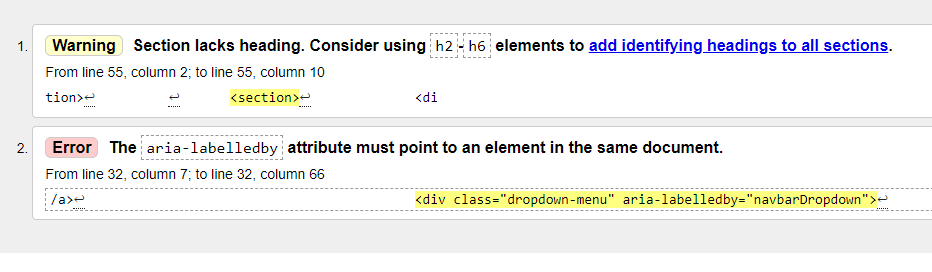 1. Warning Section lacks heading. Consider using h2-h6 elements to add identifying headings to all sections.
From line 55, column 2; to line 55, column 10
tion>↩ ↩ <section>↩ <di
2. Error The aria-labelledby attribute must point to an element in the same document.
From line 32, column 7; to line 32, column 66
/a>↩ <div class="dropdown-menu" aria-labelledby="navbarDropdown">↩